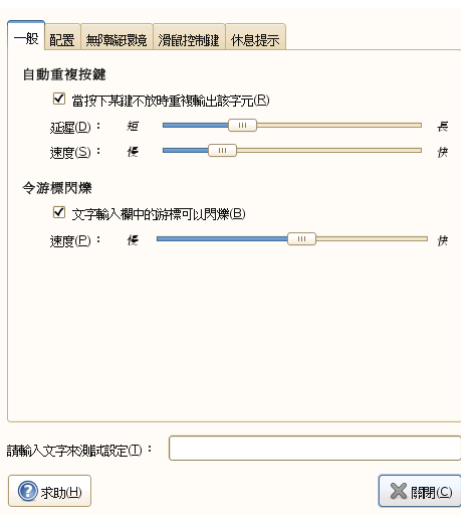 一般 配置 無障礙環境 滑鼠控制鍵 休息提示
自動重複按鍵
當按下某鍵不放時重複輸出該字元(R)
延遲(D)： 短 長
速度(S)： 慢 快
令游標閃爍
文字輸入欄中的游標可以閃爍(B)
速度(P)： 慢 快
請輸入文字來測試設定(T)：
求助(H) 關閉(C)